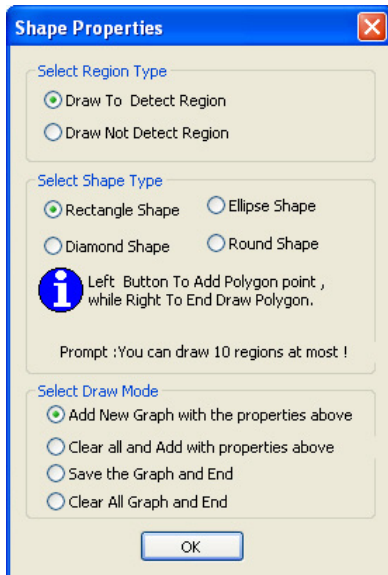 Shape Properties
Select Region Type
Draw To Detect Region
Draw Not Detect Region
Select Shape Type
Rectangle Shape
Ellipse Shape
Diamond Shape
Round Shape
Left Button To Add Polygon point ,
while Right To End Draw Polygon.
Prompt :You can draw 10 regions at most !
Select Draw Mode
Add New Graph with the properties above
Clear all and Add with properties above
Save the Graph and End
Clear All Graph and End
OK